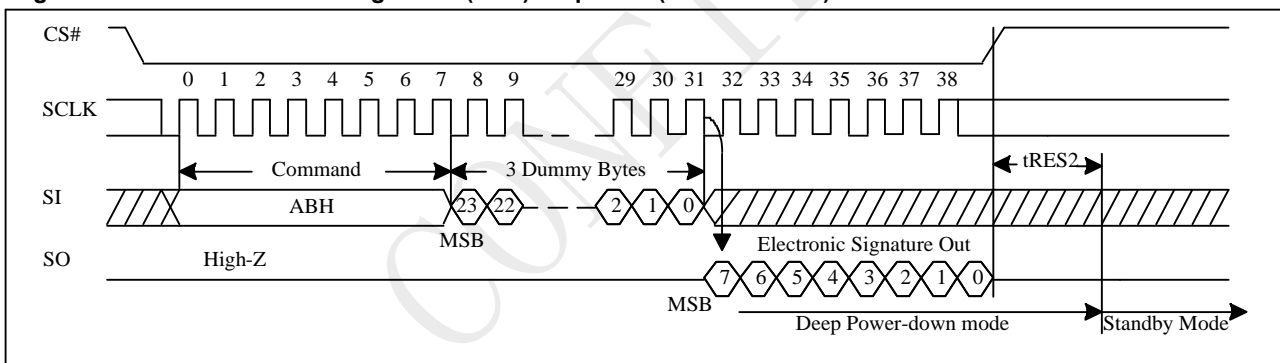 CS#
0 1 2 3 4 5 6 7 8 9 29 30 31 32 33 34 35 36 37 38
SCLK
Command
3 Dummy Bytes
tRES2
SI
ABH
23 22 2 1 0
MSB
Electronic Signature Out
SO
High-Z
7 6 5 4 3 2 1 0
MSB
Deep Power-down mode
Standby Mode